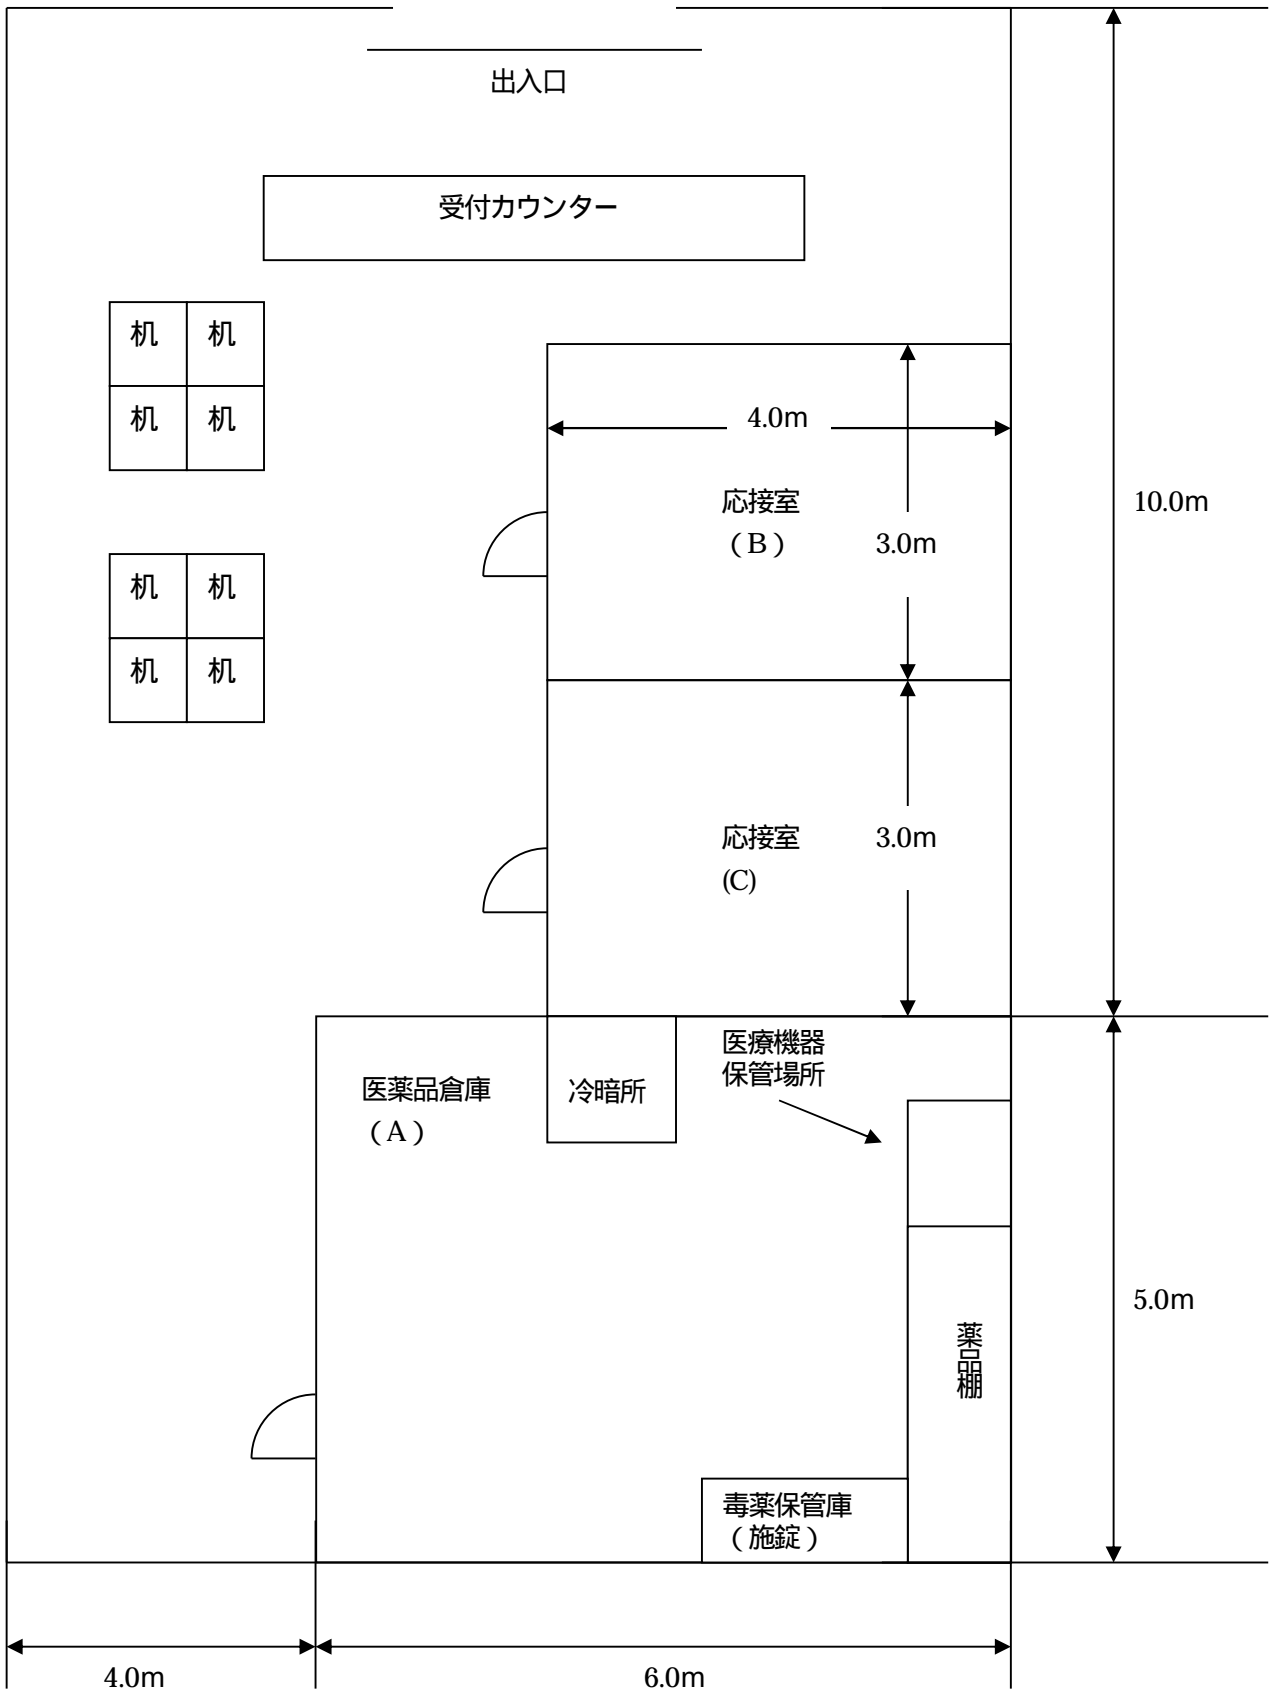 出入口
受付カウンター
机 机
机 机
4.0m
応接室
（B）
3.0m
10.0m
机 机
机 机
応接室
(C)
3.0m
医療機器
保管場所
医薬品倉庫
（A）
冷暗所
5.0m
薬品棚
毒薬保管庫
（施錠）
4.0m
6.0m